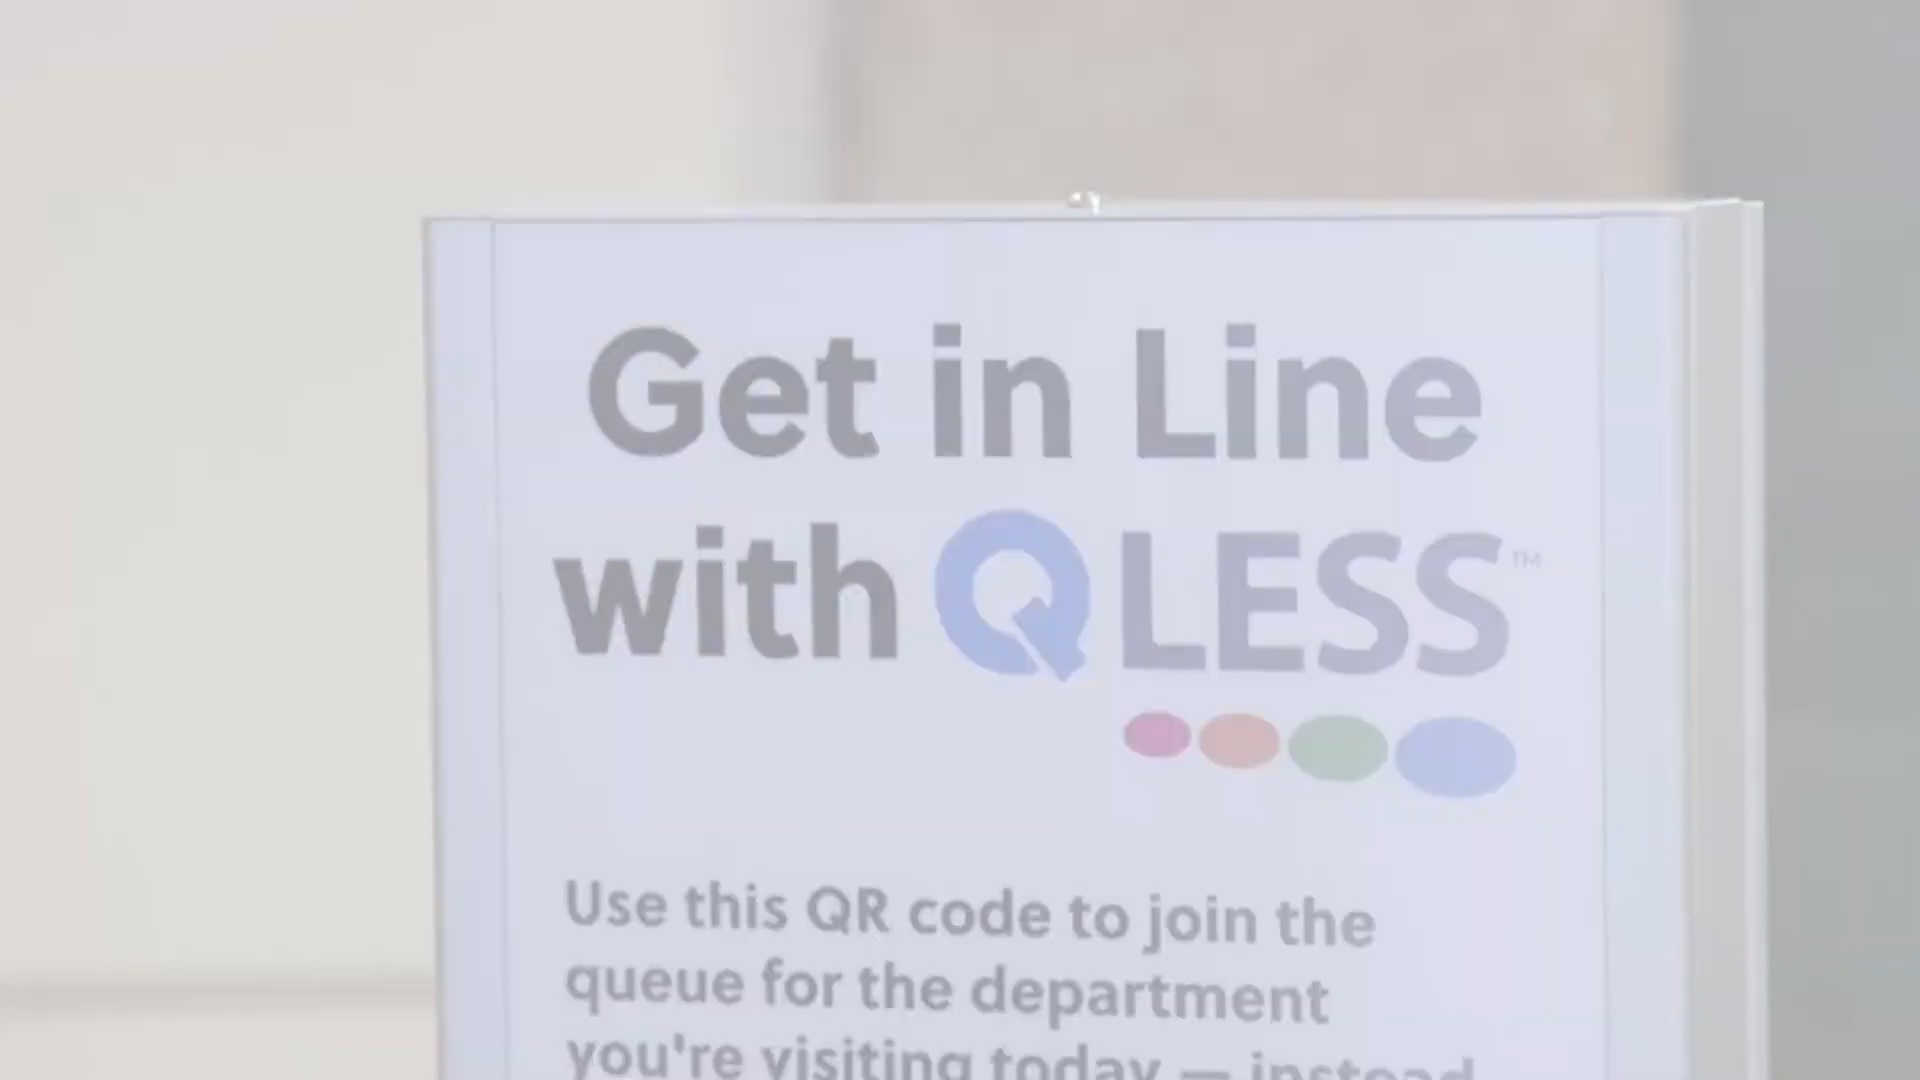 Get in Line
with QLESS™
Use this QR code to join the
queue for the department
you're visiting today — instead